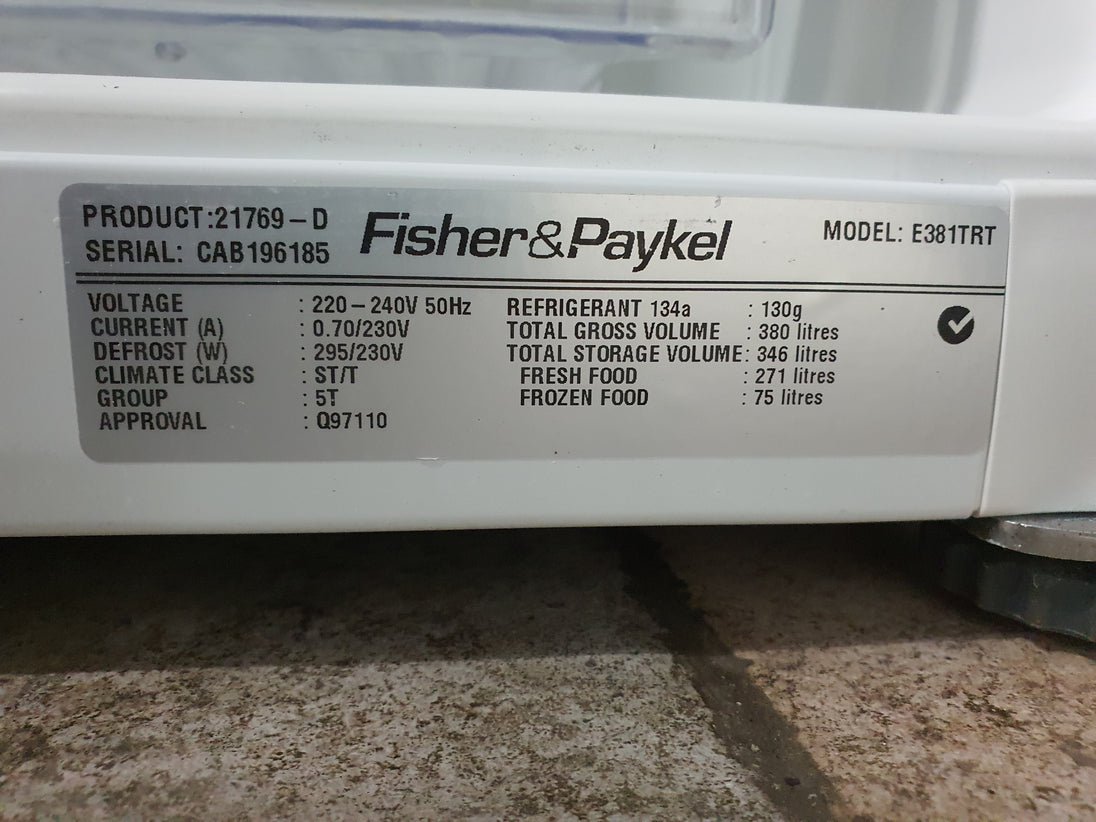 PRODUCT:21769-D
SERIAL: CAB196185
Fisher&Paykel
MODEL: E381TRT
VOLTAGE : 220-240V 50Hz
CURRENT (A) : 0.70/230V
DEFROST (W) : 295/230V
CLIMATE CLASS : ST/T
GROUP : 5T
APPROVAL : Q97110
REFRIGERANT 134a : 130g
TOTAL GROSS VOLUME : 380 litres
TOTAL STORAGE VOLUME: 346 litres
FRESH FOOD : 271 litres
FROZEN FOOD : 75 litres